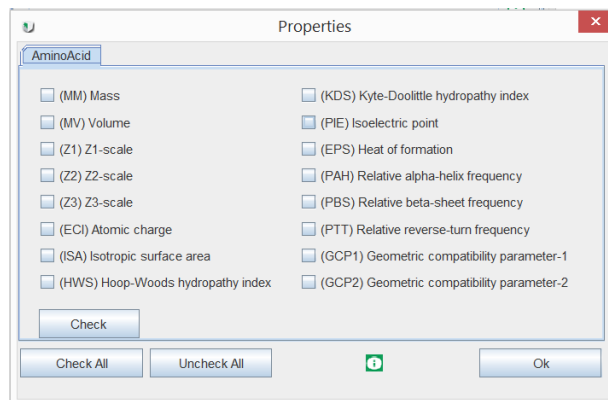 Properties
AminoAcid
(MM) Mass
(MV) Volume
(Z1) Z1-scale
(Z2) Z2-scale
(Z3) Z3-scale
(ECI) Atomic charge
(ISA) Isotropic surface area
(HWS) Hoop-Woods hydropathy index
(KDS) Kyte-Doolittle hydropathy index
(PIE) Isoelectric point
(EPS) Heat of formation
(PAH) Relative alpha-helix frequency
(PBS) Relative beta-sheet frequency
(PTT) Relative reverse-turn frequency
(GCP1) Geometric compatibility parameter-1
(GCP2) Geometric compatibility parameter-2
Check
Check All
Uncheck All
Ok